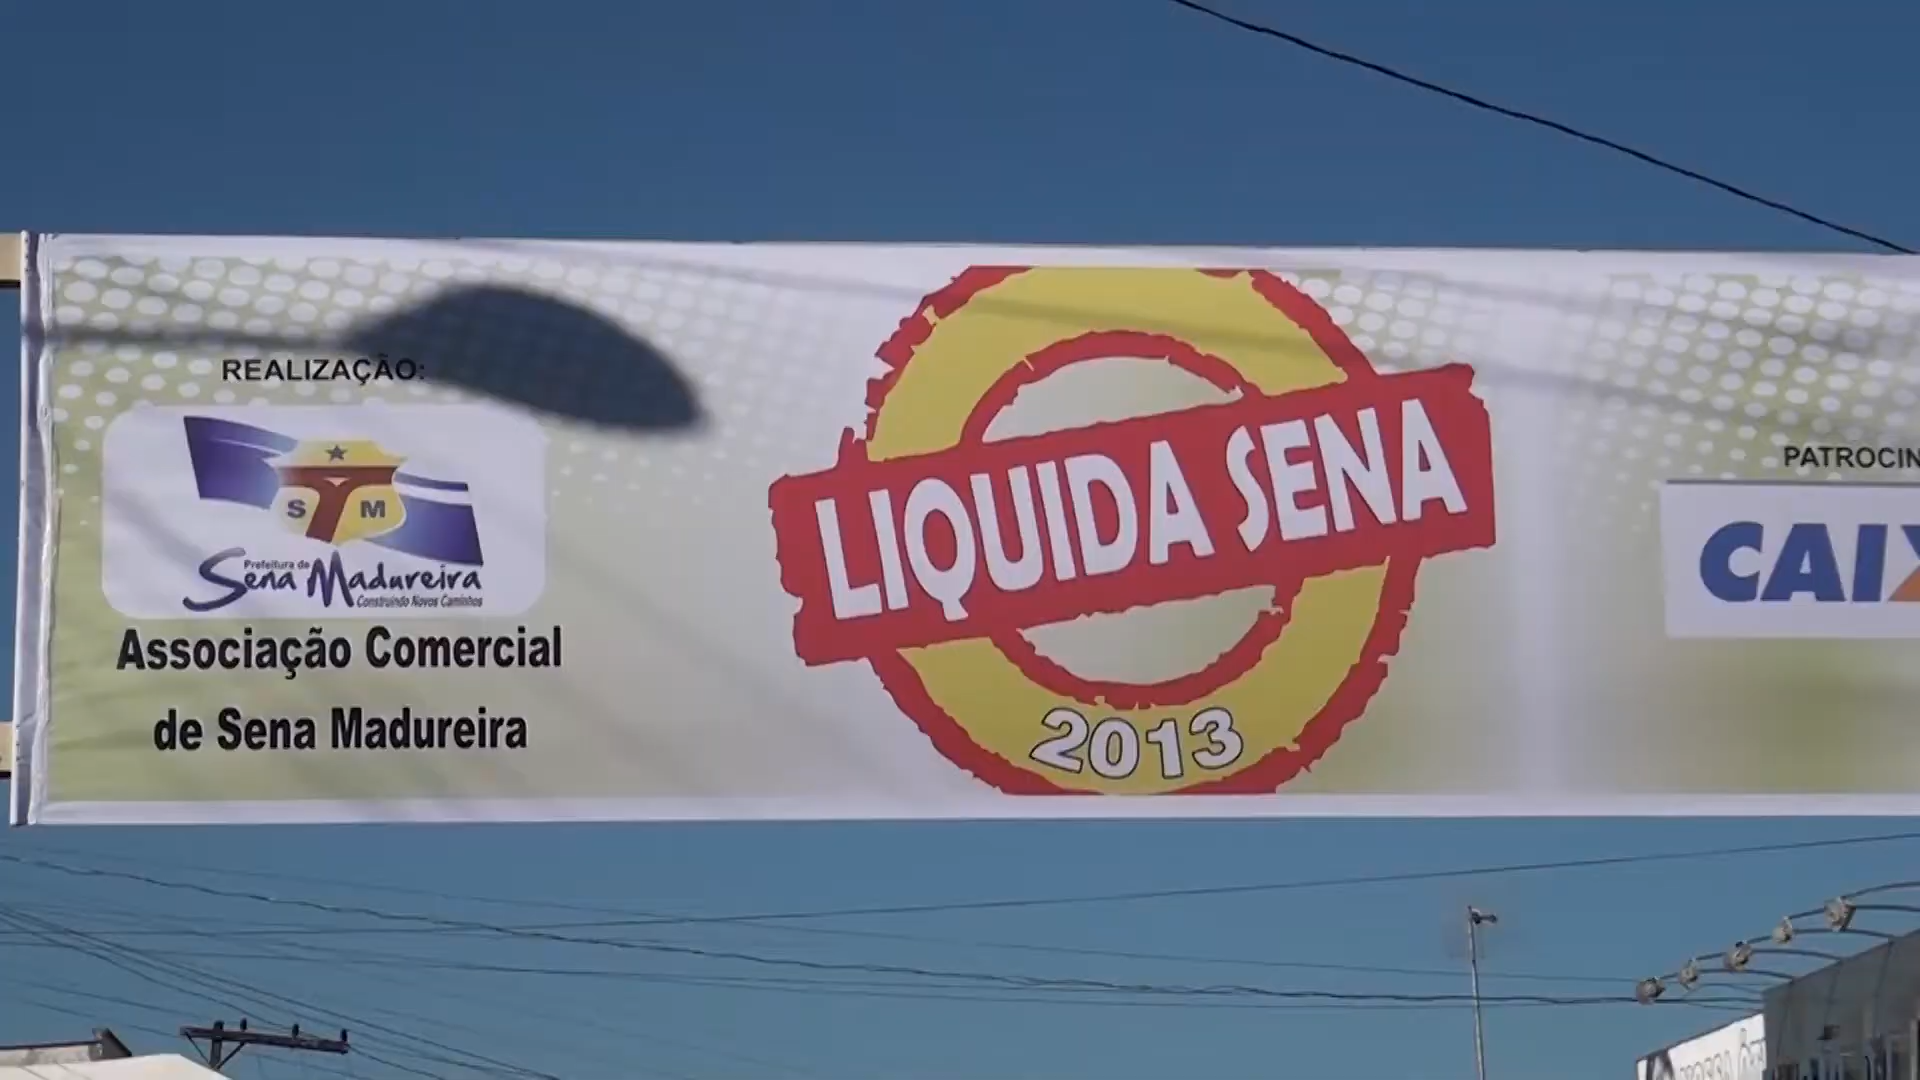 REALIZAÇÃO:
S M
Prefeitura de
Sena Madureira
Construindo Novos Caminhos
Associação Comercial
de Sena Madureira
LIQUIDA SENA
2013
PATROCIN
CAIX